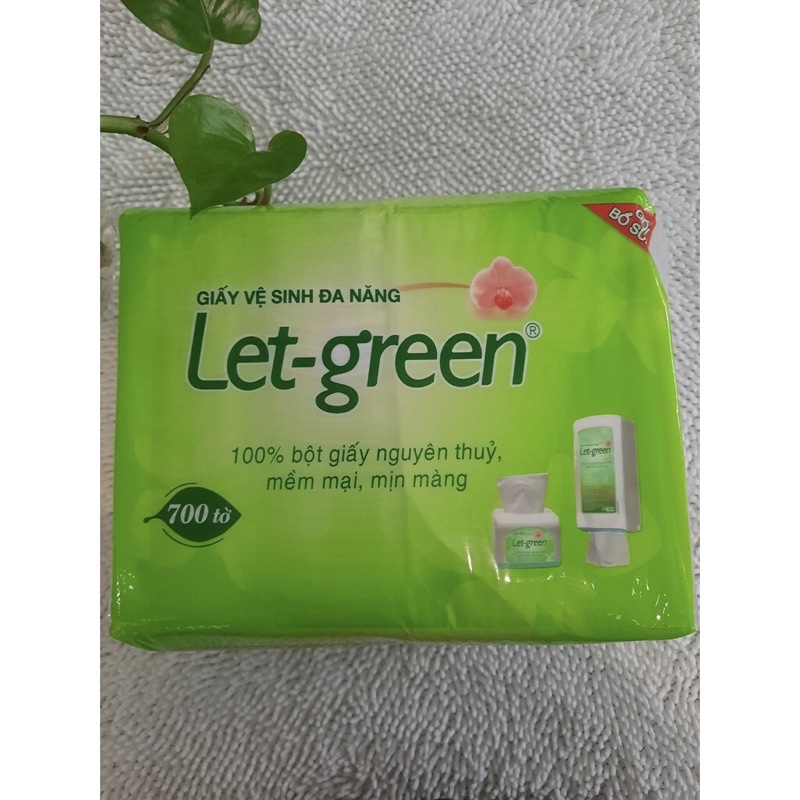 BỔ SU
GIẤY VỆ SINH ĐA NĂNG
Let-green®
100% bột giấy nguyên thuỷ,
mềm mại, mịn màng
700 tờ
Let-green
Let-green